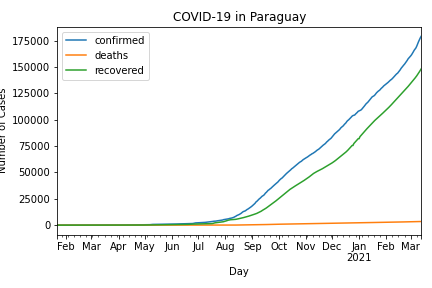 COVID-19 in Paraguay
confirmed
deaths
recovered
175000
150000
125000
100000
75000
50000
25000
0
Number of Cases
Feb Mar Apr May Jun Jul Aug Sep Oct Nov Dec Jan Feb Mar
2021
Day